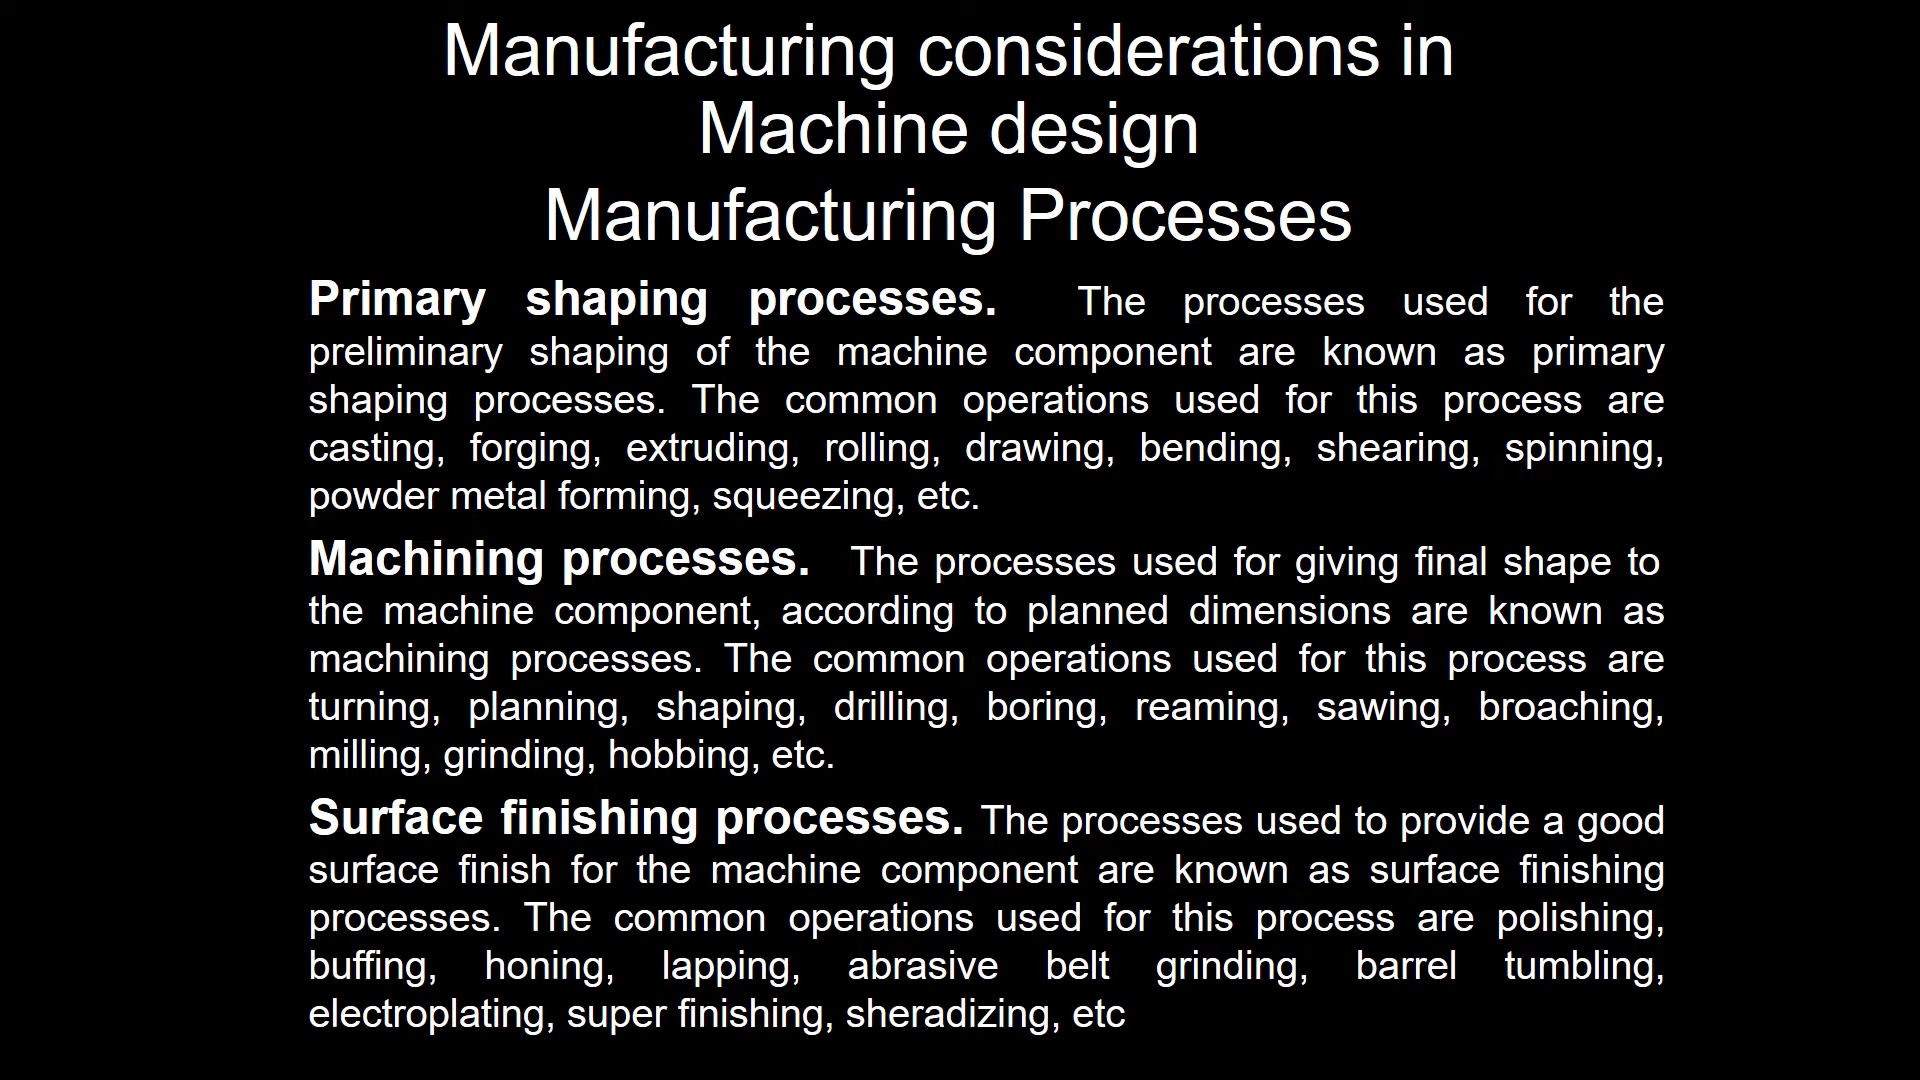 Manufacturing considerations in
Machine design
Manufacturing Processes
Primary shaping processes. The processes used for the
preliminary shaping of the machine component are known as primary
shaping processes. The common operations used for this process are
casting, forging, extruding, rolling, drawing, bending, shearing, spinning,
powder metal forming, squeezing, etc.
Machining processes. The processes used for giving final shape to
the machine component, according to planned dimensions are known as
machining processes. The common operations used for this process are
turning, planning, shaping, drilling, boring, reaming, sawing, broaching,
milling, grinding, hobbing, etc.
Surface finishing processes. The processes used to provide a good
surface finish for the machine component are known as surface finishing
processes. The common operations used for this process are polishing,
buffing, honing, lapping, abrasive belt grinding, barrel tumbling,
electroplating, super finishing, sheradizing, etc